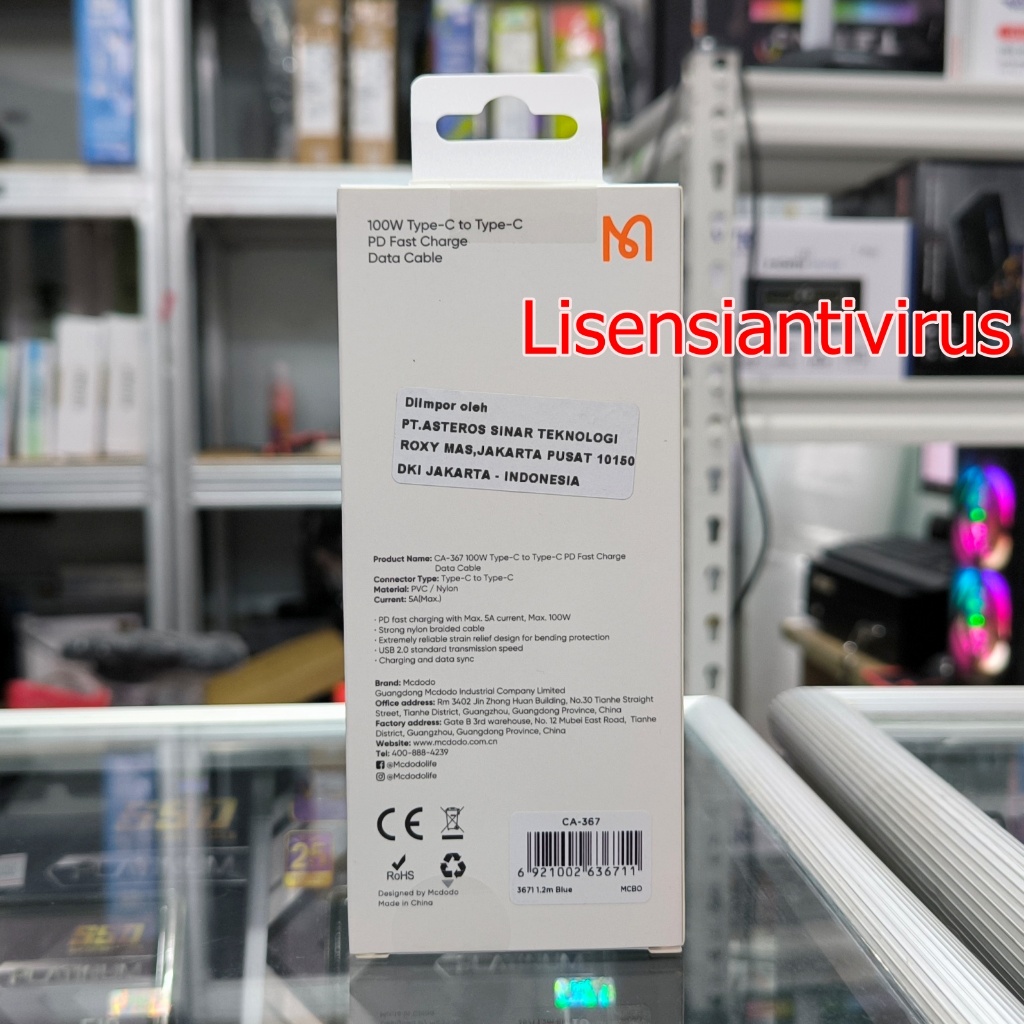 100W Type-C to Type-C
PD Fast Charge
Data Cable
Lisensiantivirus
DiImpor oleh
PT.ASTEROS SINAR TEKNOLOGI
ROXY MAS,JAKARTA PUSAT 10150
DKI JAKARTA - INDONESIA
Product Name: CA-367 100W Type-C to Type-C PD Fast Charge
Data Cable
Connector Type: Type-C to Type-C
Material: PVC / Nylon
Current: 5A(Max.)
· PD fast charging with Max. 5A current, Max. 100W
· Strong nylon braided cable
· Extremely reliable strain relief design for bending protection
· USB 2.0 standard transmission speed
· Charging and data sync
Brand: Mcdodo
Guangdong Mcdodo Industrial Company Limited
Office address: Rm 3402 Jin Zhong Huan Building, No.30 Tianhe Straight
Street, Tianhe District, Guangzhou, Guangdong Province, China
Factory address: Gate B 3rd warehouse, No. 12 Mubei East Road, Tianhe
District, Guangzhou, Guangdong Province, China
Website: www.mcdodo.com.cn
Tel: 400-888-4239
@Mcdodolife
@Mcdodolife
CE
RoHS
Designed by Mcdodo
Made in China
CA-367
6 921002 636711
3671 1.2m Blue MCBO
650
PLATINUM